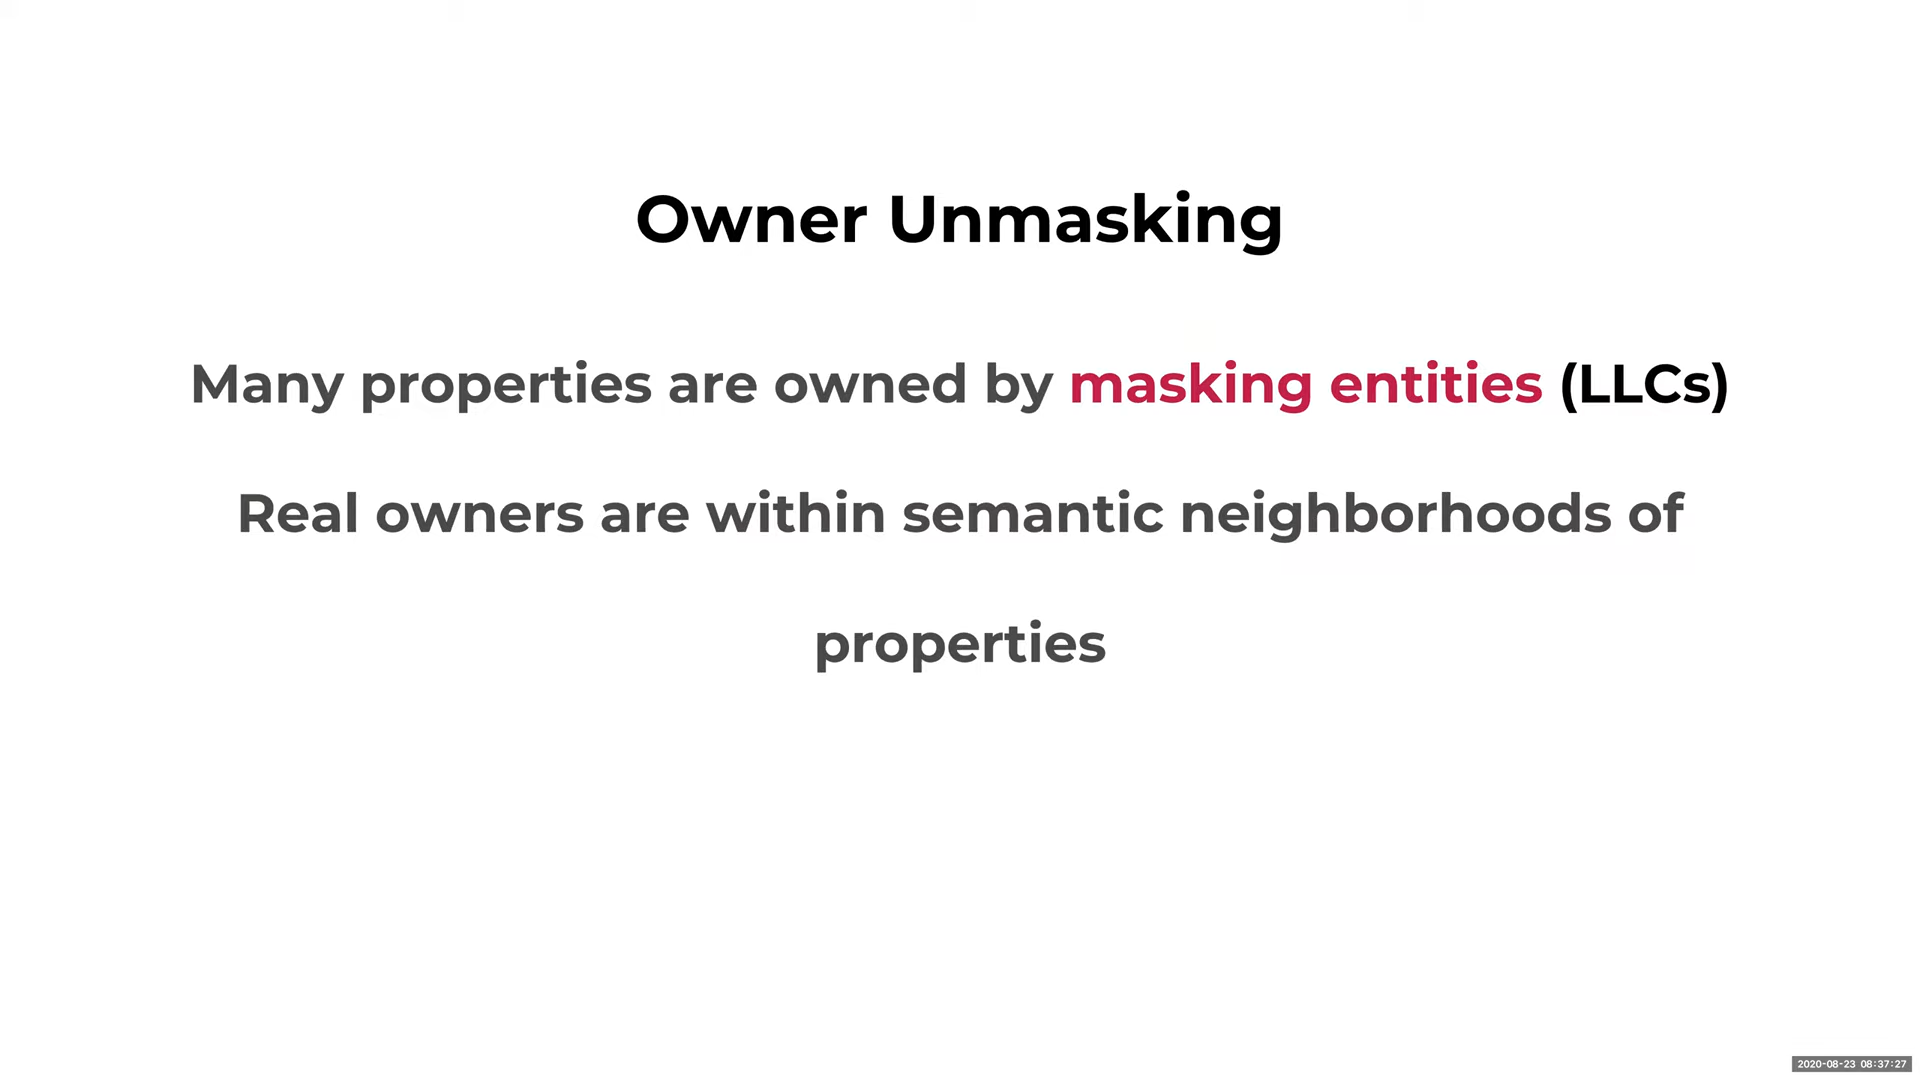 Owner Unmasking
Many properties are owned by masking entities (LLCs)
Real owners are within semantic neighborhoods of
properties
2020-08-23 08:37:27